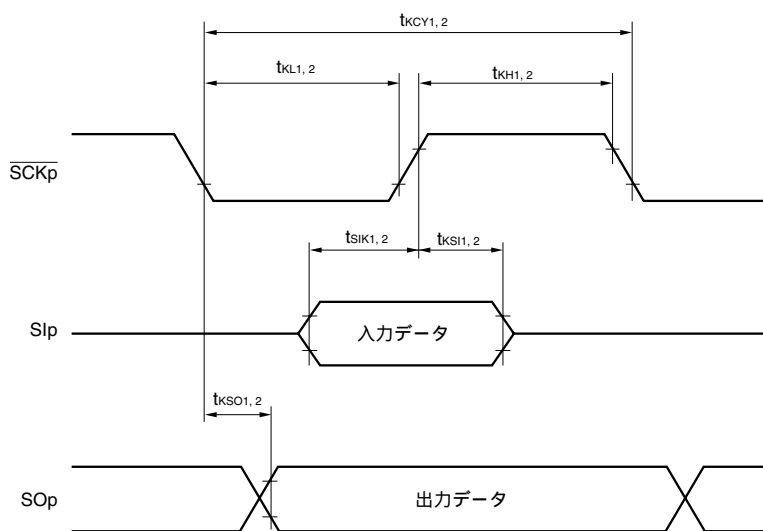 tKCY1, 2
tKL1, 2
tKH1, 2
SCKp
tSIK1, 2
tKSI1, 2
SIp
入力データ
tKSO1, 2
SOp
出力データ